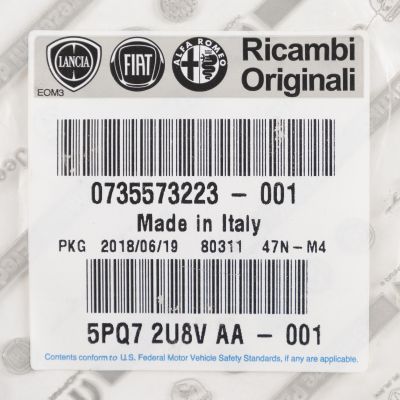 LANCIA FIAT ALFA ROMEO Ricambi
Originali
EOM3
0735573223 - 001
Made in Italy
PKG 2018/06/19 80311 47N-M4
5PQ7 2U8V AA - 001
Contents conform to U.S. Federal Motor Vehicle Safety Standards, if any are applicable.